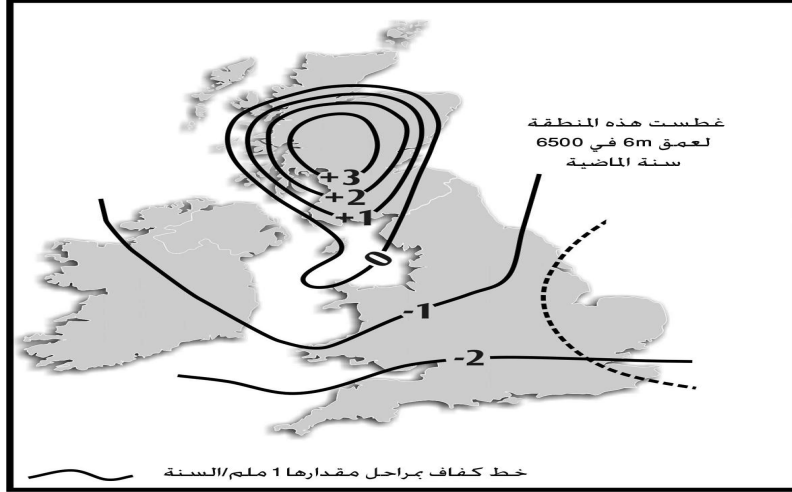 غطست هذه المنطقة
لعمق 6m في 6500
سنة الماضية
+3
+2
+1
0
-1
-2
خط كفاف بمراحل مقدارها 1 ملم/السنة